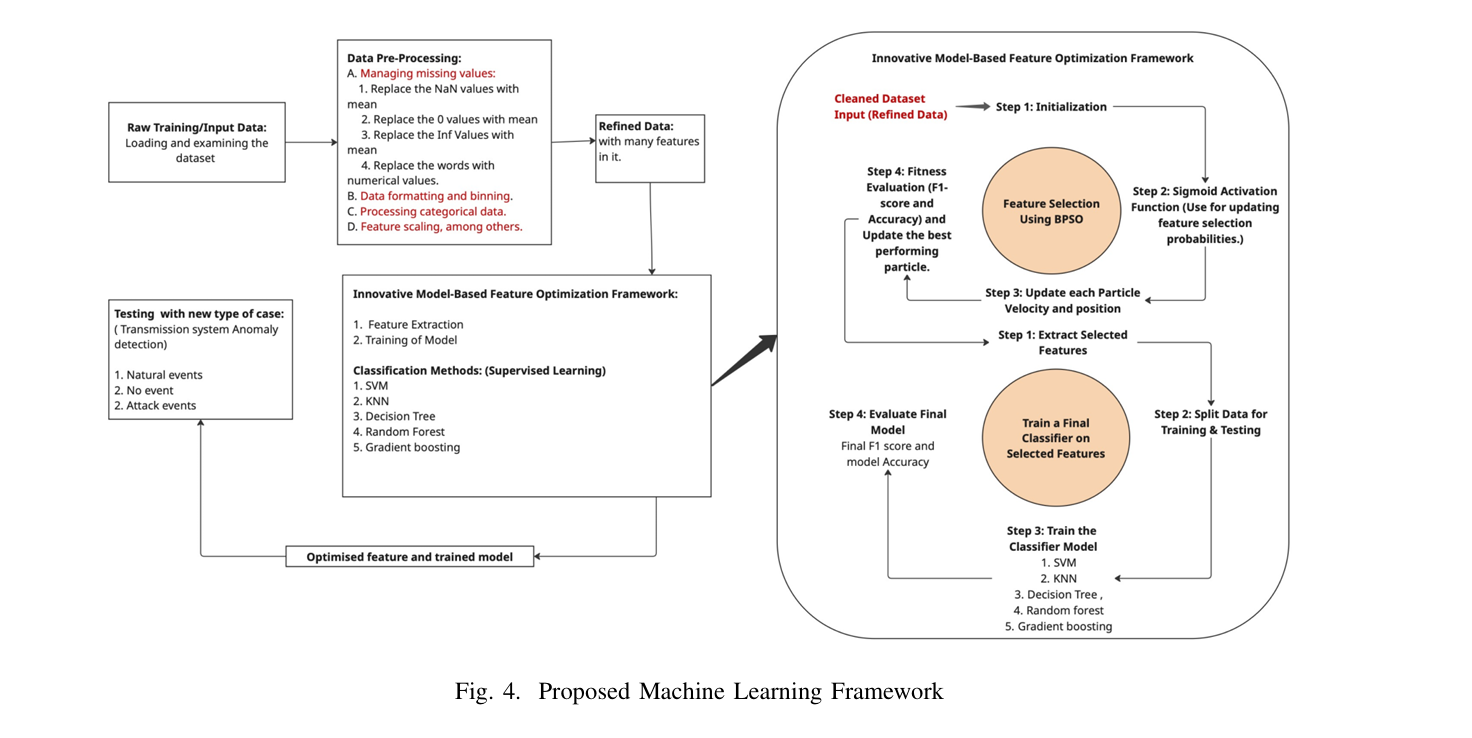 Raw Training/Input Data:
Loading and examining the
dataset
Data Pre-Processing:
A. Managing missing values:
1. Replace the NaN values with
mean
2. Replace the 0 values with mean
3. Replace the Inf Values with
mean
4. Replace the words with
numerical values.
B. Data formatting and binning.
C. Processing categorical data.
D. Feature scaling, among others.
Refined Data:
with many features
in it.
Innovative Model-Based Feature Optimization Framework:
1. Feature Extraction
2. Training of Model
Classification Methods: (Supervised Learning)
1. SVM
2. KNN
3. Decision Tree
4. Random Forest
5. Gradient boosting
Optimised feature and trained model
Testing with new type of case:
( Transmission system Anomaly
detection)
1. Natural events
2. No event
2. Attack events
Innovative Model-Based Feature Optimization Framework
Cleaned Dataset
Input (Refined Data)
Step 1: Initialization
Feature Selection
Using BPSO
Step 2: Sigmoid Activation
Function (Use for updating
feature selection
probabilities.)
Step 3: Update each Particle
Velocity and position
Step 4: Fitness
Evaluation (F1-
score and
Accuracy) and
Update the best
performing
particle.
Step 1: Extract Selected
Features
Train a Final
Classifier on
Selected Features
Step 2: Split Data for
Training & Testing
Step 3: Train the
Classifier Model
1. SVM
2. KNN
3. Decision Tree ,
4. Random forest
5. Gradient boosting
Step 4: Evaluate Final
Model
Final F1 score and
model Accuracy
Fig. 4. Proposed Machine Learning Framework